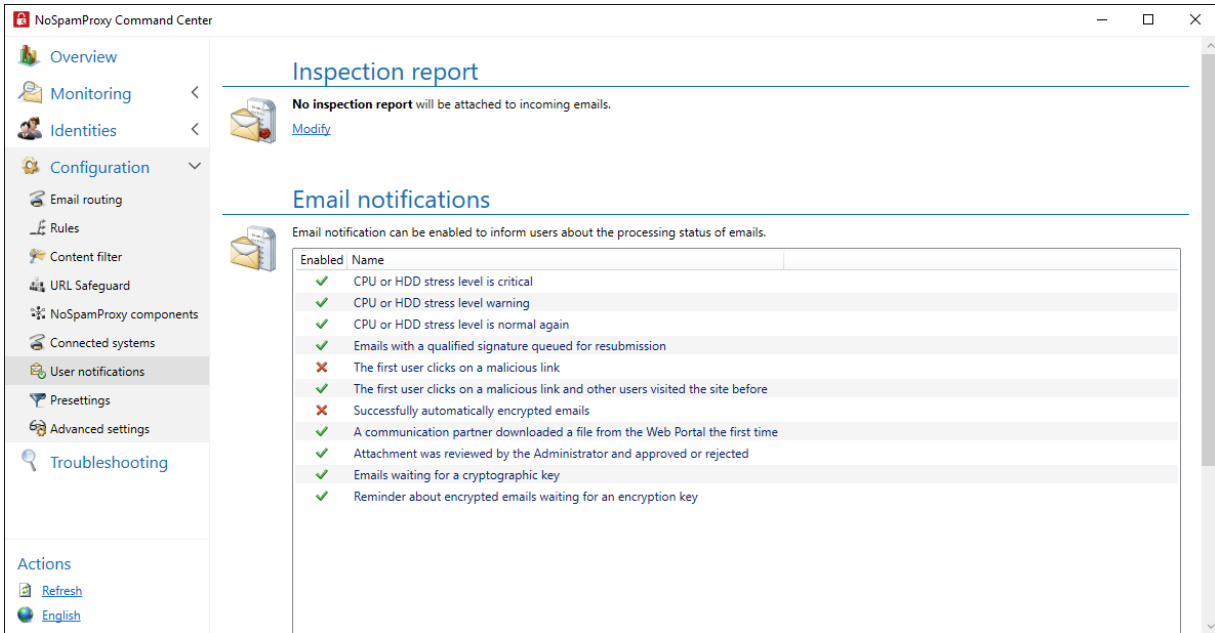 NoSpamProxy Command Center
Overview
Monitoring
Identities
Configuration
Email routing
Rules
Content filter
URL Safeguard
NoSpamProxy components
Connected systems
User notifications
Presettings
Advanced settings
Troubleshooting
Actions
Refresh
English
Inspection report
No inspection report will be attached to incoming emails.
Modify
Email notifications
Email notification can be enabled to inform users about the processing status of emails.
Enabled Name
CPU or HDD stress level is critical
CPU or HDD stress level warning
CPU or HDD stress level is normal again
Emails with a qualified signature queued for resubmission
The first user clicks on a malicious link
The first user clicks on a malicious link and other users visited the site before
Successfully automatically encrypted emails
A communication partner downloaded a file from the Web Portal the first time
Attachment was reviewed by the Administrator and approved or rejected
Emails waiting for a cryptographic key
Reminder about encrypted emails waiting for an encryption key